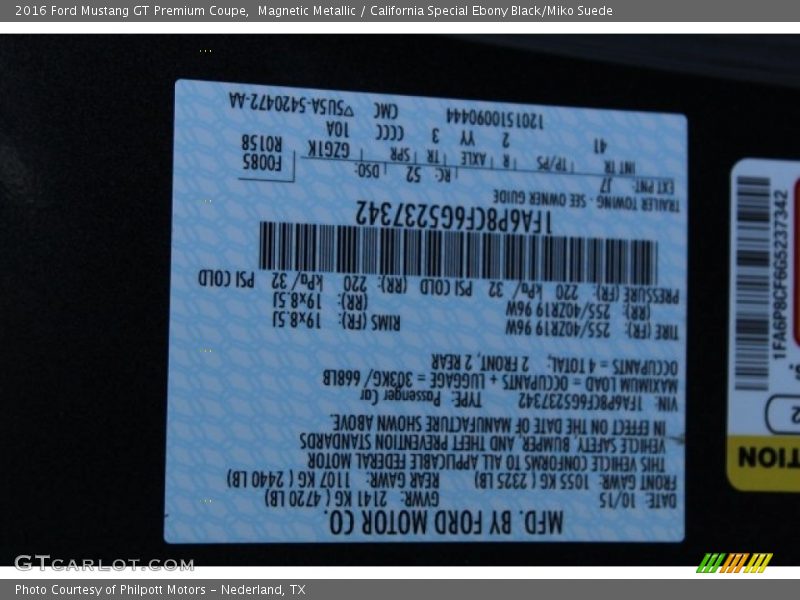 2016 Ford Mustang GT Premium Coupe, Magnetic Metallic / California Special Ebony Black/Miko Suede
MFD. BY FORD MOTOR CO.
DATE: 10/15 GVWR: 2141 KG ( 4720 LB)
FRONT GAWR: 1055 KG ( 2325 LB) REAR GAWR: 1107 KG ( 2440 LB)
THIS VEHICLE CONFORMS TO ALL APPLICABLE FEDERAL MOTOR
VEHICLE SAFETY, BUMPER, AND THEFT PREVENTION STANDARDS
IN EFFECT ON THE DATE OF MANUFACTURE SHOWN ABOVE.
VIN: 1FA6P8CF6G5237342 TYPE: Passenger Car
MAXIMUM LOAD = OCCUPANTS + LUGGAGE = 303KG/ 668LB
OCCUPANTS = 4 TOTAL: 2 FRONT, 2 REAR
TIRE (FR): 255/40ZR19 96W RIMS (FR): 19x8.5J
(RR): 255/40ZR19 96W (RR): 19x8.5J
PRESSURE (FR): 220 kPa/ 32 PSI COLD (RR): 220 kPa/ 32 PSI COLD
1FA6P8CF6G5237342
TRAILER TOWING - SEE OWNER GUIDE
EXT PNT: J7 RC: 52 DSO: F0085
R0158
INT TR TP/PS R AXLE TR SPR GZG1K
41 2 YY 3 CCCC 10A
1201510090444 CMC ▽5USA-5420472-AA
1FA6P8CF6G5237342
TION
GTcarlot.com
Photo Courtesy of Philpott Motors - Nederland, TX